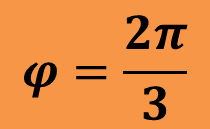 φ = 2π/3